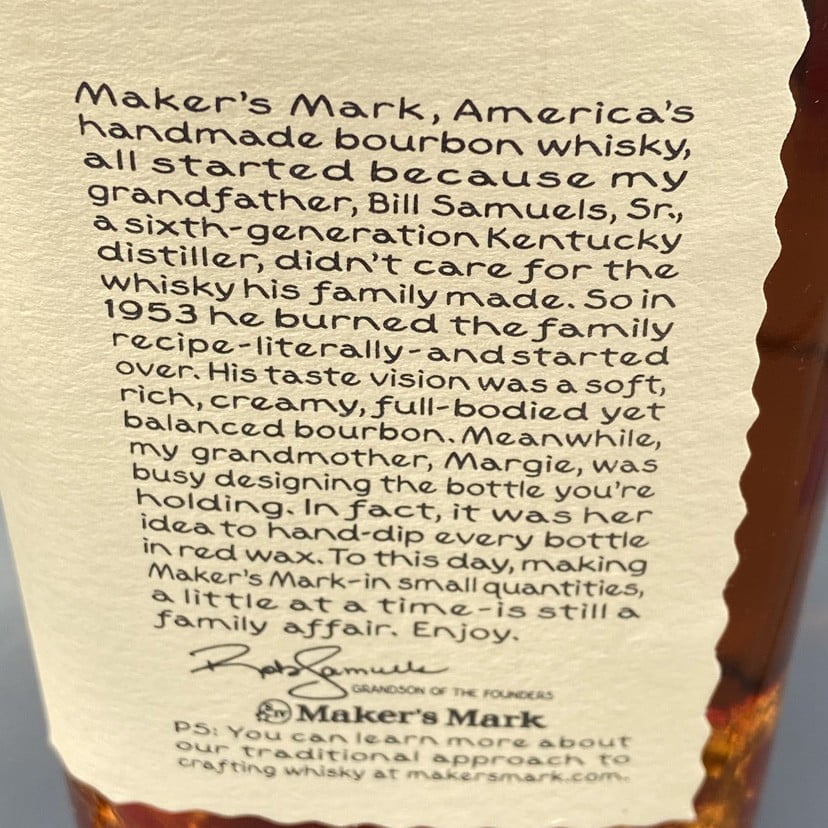 Maker's Mark, America's
handmade bourbon whisky,
all started because my
grandfather, Bill Samuels, Sr.,
a sixth-generation Kentucky
distiller, didn't care for the
whisky his family made. So in
1953 he burned the family
recipe-literally-and started
over. His taste vision was a soft,
rich, creamy, full-bodied yet
balanced bourbon. Meanwhile,
my grandmother, Margie, was
busy designing the bottle you're
holding. In fact, it was her
idea to hand-dip every bottle
in red wax. To this day, making
Maker's Mark-in small quantities,
a little at a time-is still a
family affair. Enjoy.
Rob Samuels
GRANDSON OF THE FOUNDERS
SIV Maker's Mark
PS: You can learn more about
our traditional approach to
crafting whisky at makersmark.com.